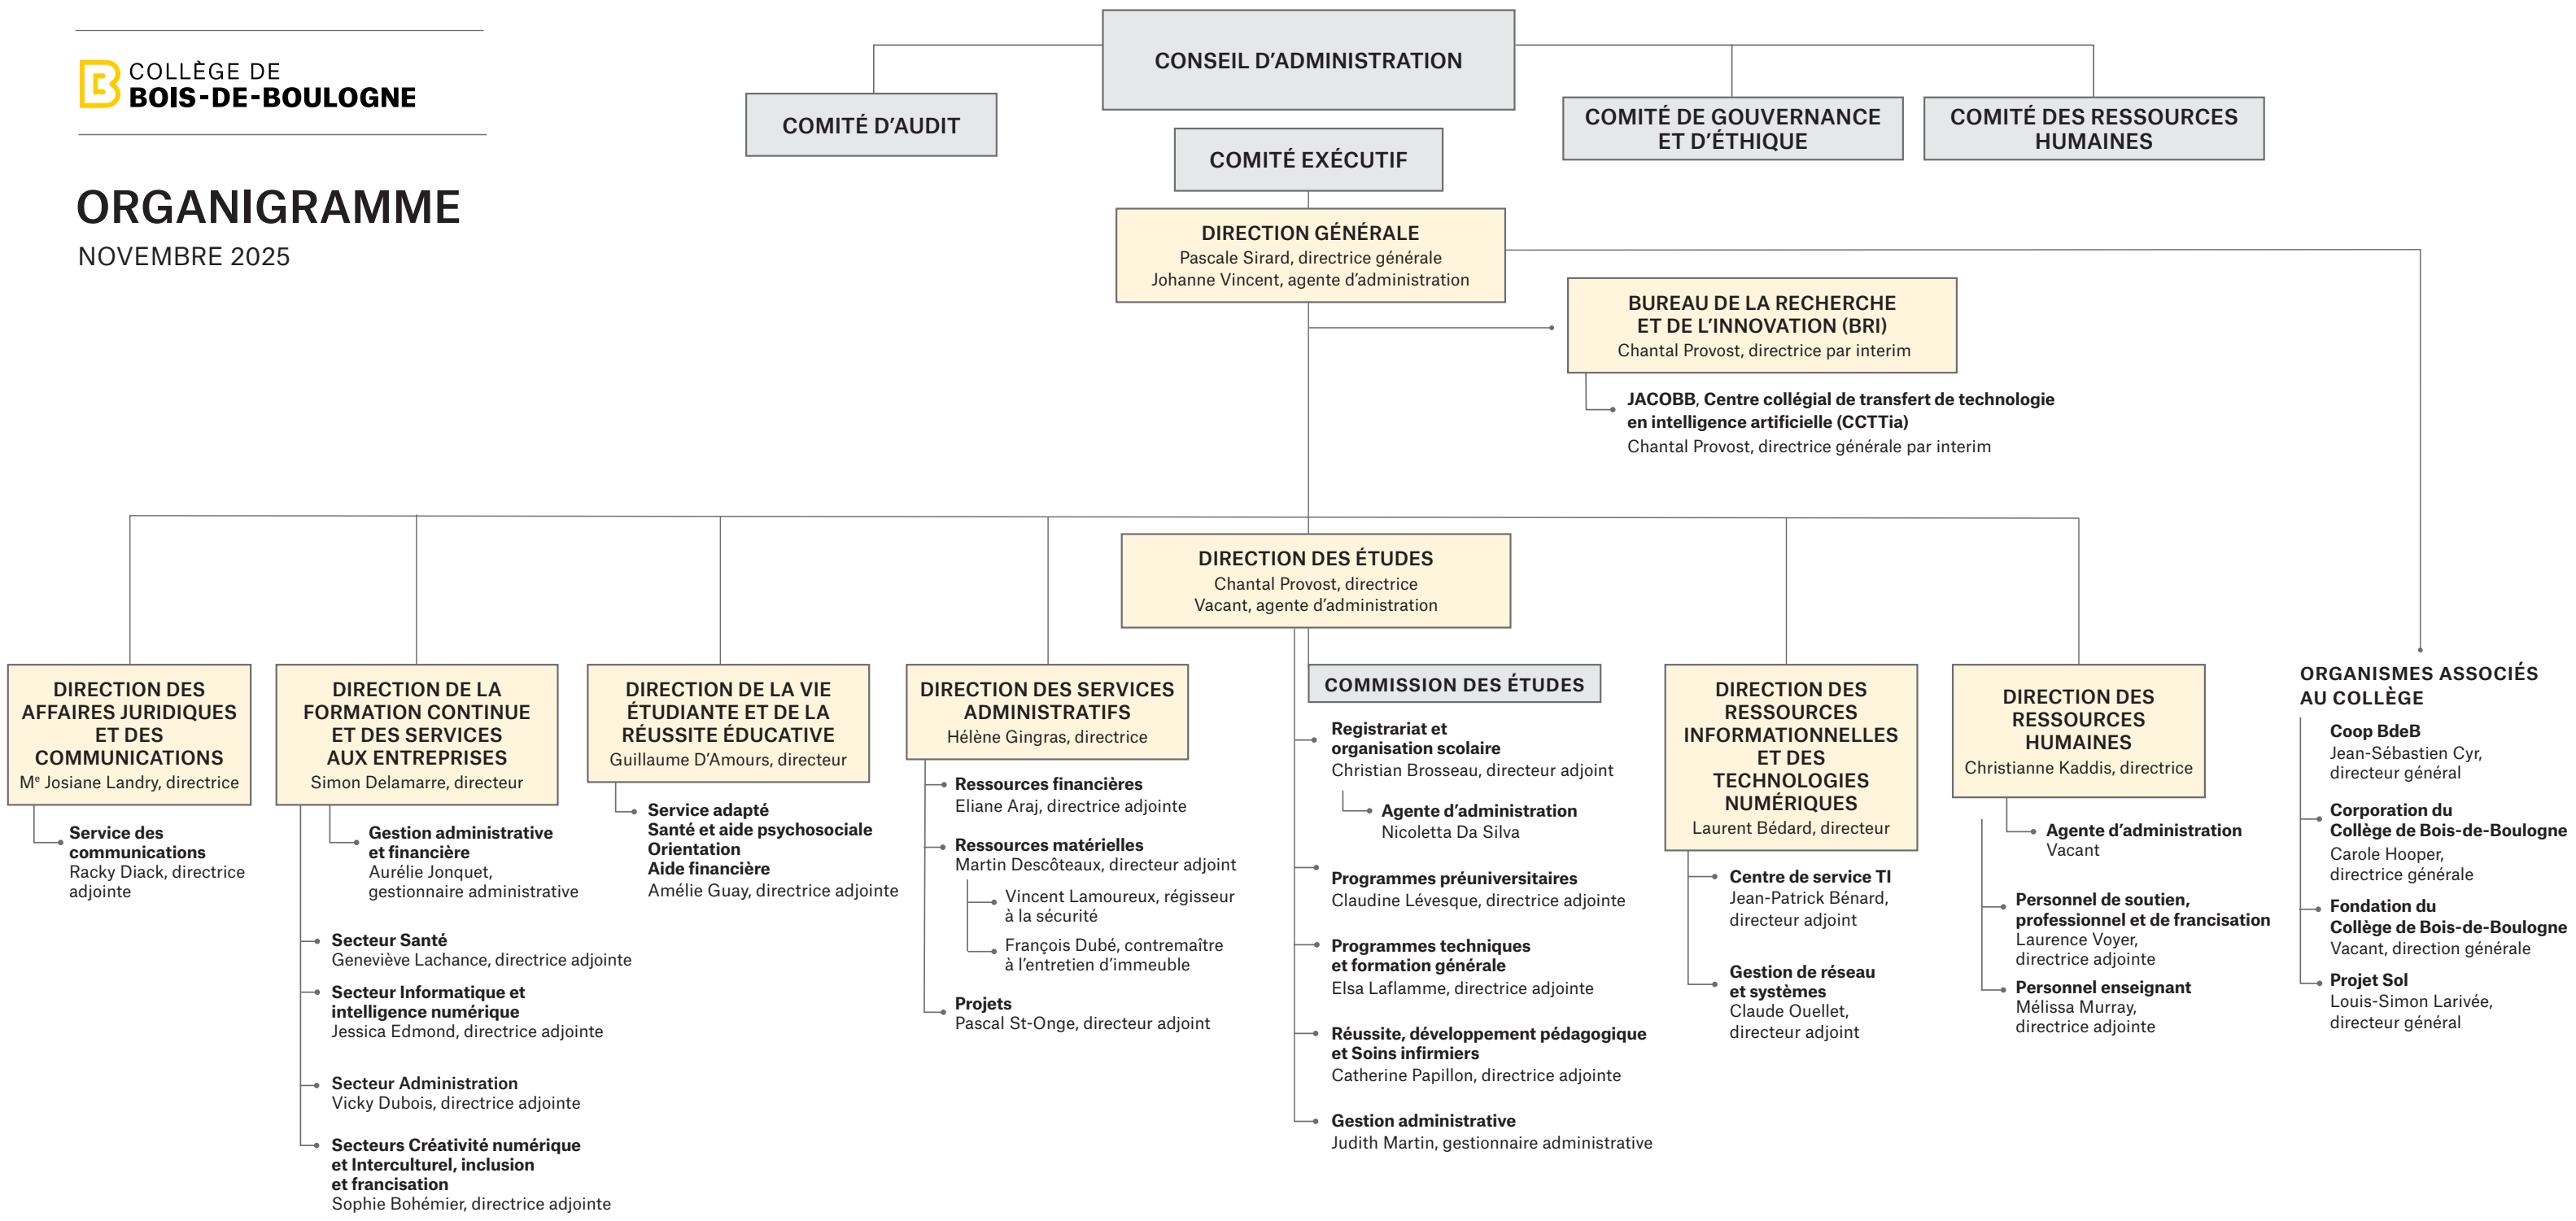 COLLÈGE DE
BOIS-DE-BOULOGNE
ORGANIGRAMME
NOVEMBRE 2025
CONSEIL D'ADMINISTRATION
COMITÉ D'AUDIT
COMITÉ DE GOUVERNANCE
ET D'ÉTHIQUE
COMITÉ DES RESSOURCES
HUMAINES
COMITÉ EXÉCUTIF
DIRECTION GÉNÉRALE
Pascale Sirard, directrice générale
Johanne Vincent, agente d'administration
BUREAU DE LA RECHERCHE
ET DE L'INNOVATION (BRI)
Chantal Provost, directrice par interim
JACOBB, Centre collégial de transfert de technologie
en intelligence artificielle (CCTTia)
Chantal Provost, directrice générale par interim
DIRECTION DES ÉTUDES
Chantal Provost, directrice
Vacant, agente d'administration
DIRECTION DES
AFFAIRES JURIDIQUES
ET DES
COMMUNICATIONS
Mᵉ Josiane Landry, directrice
Service des
communications
Racky Diack, directrice
adjointe
DIRECTION DE LA
FORMATION CONTINUE
ET DES SERVICES
AUX ENTREPRISES
Simon Delamarre, directeur
Gestion administrative
et financière
Aurélie Jonquet,
gestionnaire administrative
Secteur Santé
Geneviève Lachance, directrice adjointe
Secteur Informatique et
intelligence numérique
Jessica Edmond, directrice adjointe
Secteur Administration
Vicky Dubois, directrice adjointe
Secteurs Créativité numérique
et Interculturel, inclusion
et francisation
Sophie Bohémier, directrice adjointe
DIRECTION DE LA VIE
ÉTUDIANTE ET DE LA
RÉUSSITE ÉDUCATIVE
Guillaume D'Amours, directeur
Service adapté
Santé et aide psychosociale
Orientation
Aide financière
Amélie Guay, directrice adjointe
DIRECTION DES SERVICES
ADMINISTRATIFS
Hélène Gingras, directrice
Ressources financières
Eliane Araj, directrice adjointe
Ressources matérielles
Martin Descôteaux, directeur adjoint
Vincent Lamoureux, régisseur
à la sécurité
François Dubé, contremaître
à l'entretien d'immeuble
Projets
Pascal St-Onge, directeur adjoint
COMMISSION DES ÉTUDES
Registrariat et
organisation scolaire
Christian Brosseau, directeur adjoint
Agente d'administration
Nicoletta Da Silva
Programmes préuniversitaires
Claudine Lévesque, directrice adjointe
Programmes techniques
et formation générale
Elsa Laflamme, directrice adjointe
Réussite, développement pédagogique
et Soins infirmiers
Catherine Papillon, directrice adjointe
Gestion administrative
Judith Martin, gestionnaire administrative
DIRECTION DES
RESSOURCES
INFORMATIONNELLES
ET DES
TECHNOLOGIES
NUMÉRIQUES
Laurent Bédard, directeur
Centre de service TI
Jean-Patrick Bénard,
directeur adjoint
Gestion de réseau
et systèmes
Claude Ouellet,
directeur adjoint
DIRECTION DES
RESSOURCES
HUMAINES
Christianne Kaddis, directrice
Agente d'administration
Vacant
Personnel de soutien,
professionnel et de francisation
Laurence Voyer,
directrice adjointe
Personnel enseignant
Mélissa Murray,
directrice adjointe
ORGANISMES ASSOCIÉS
AU COLLÈGE
Coop BdeB
Jean-Sébastien Cyr,
directeur général
Corporation du
Collège de Bois-de-Boulogne
Carole Hooper,
directrice générale
Fondation du
Collège de Bois-de-Boulogne
Vacant, direction générale
Projet Sol
Louis-Simon Larivée,
directeur général